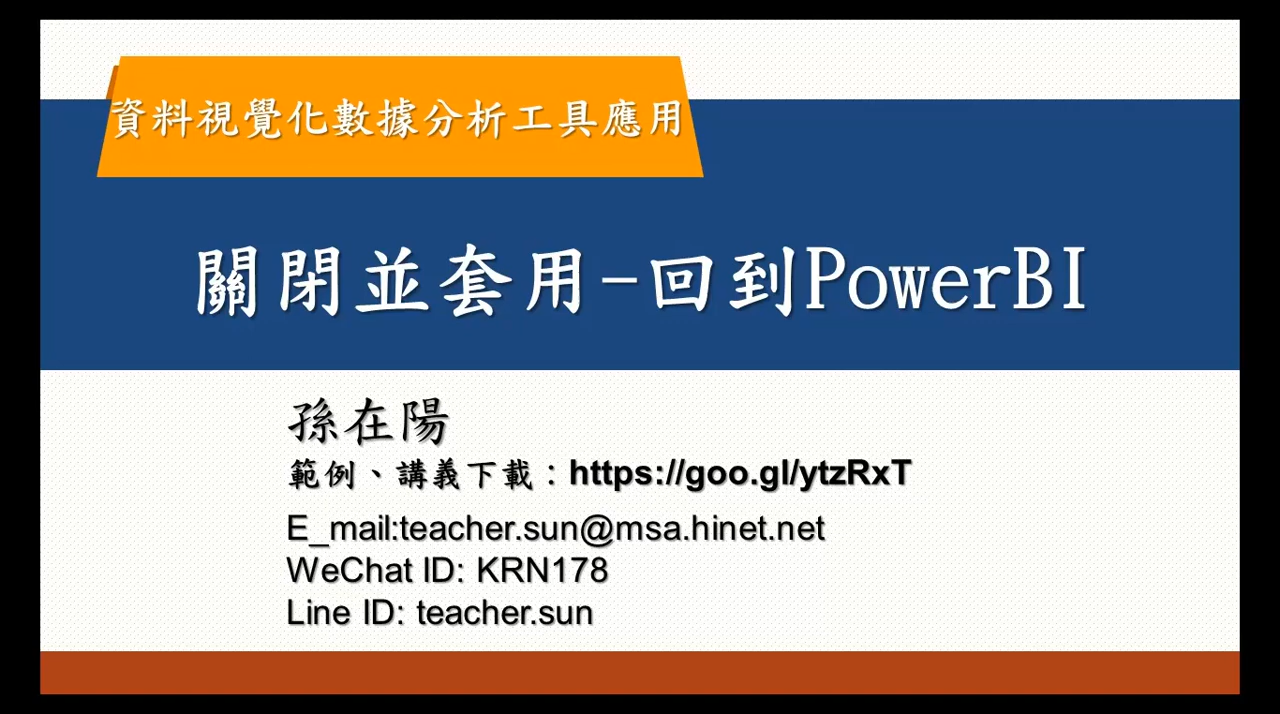 資料視覺化數據分析工具應用
關閉並套用-回到PowerBI
孫在陽
範例、講義下載：https://goo.gl/ytzRxT
E_mail:teacher.sun@msa.hinet.net
WeChat ID: KRN178
Line ID: teacher.sun